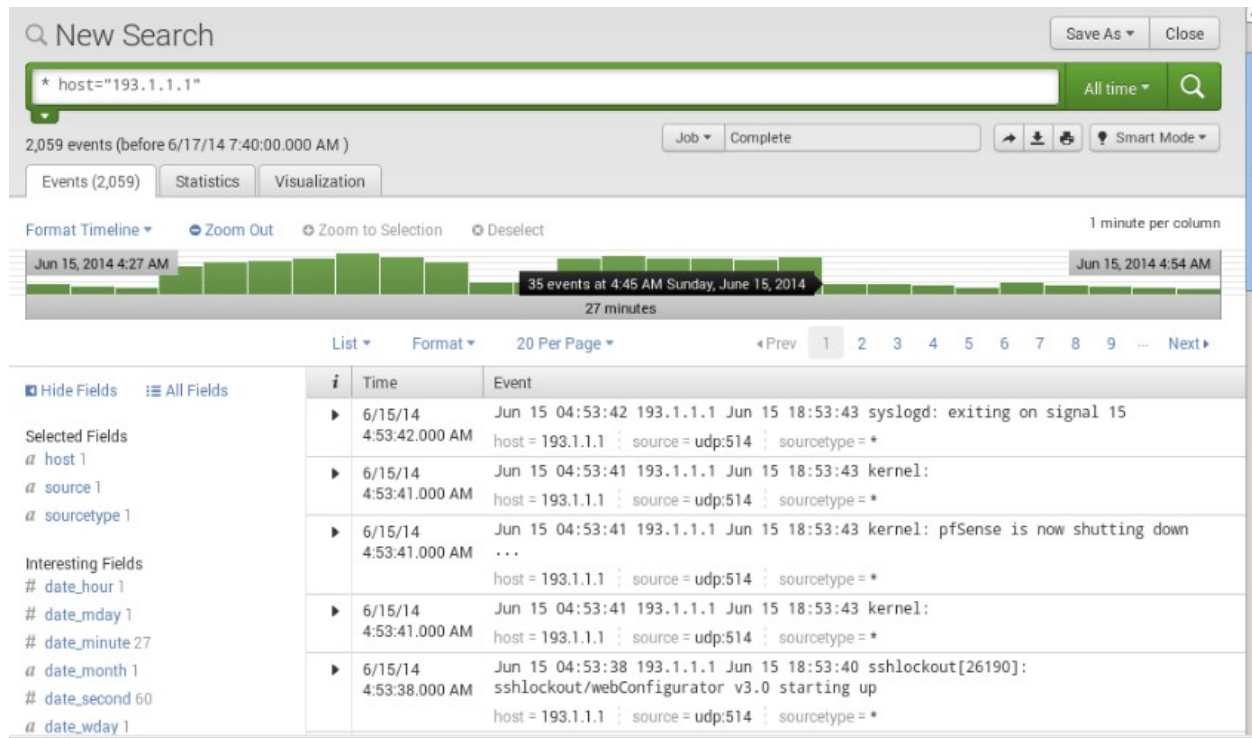 New Search
Save As
Close
* host="193.1.1.1"
All time
2,059 events (before 6/17/14 7:40:00.000 AM )
Job
Complete
Smart Mode
Events (2,059)
Statistics
Visualization
Format Timeline
Zoom Out
Zoom to Selection
Deselect
1 minute per column
Jun 15, 2014 4:27 AM
Jun 15, 2014 4:54 AM
35 events at 4:45 AM Sunday, June 15, 2014
27 minutes
List
Format
20 Per Page
Prev 1 2 3 4 5 6 7 8 9 ... Next
Hide Fields
All Fields
Selected Fields
a host 1
a source 1
a sourcetype 1
Interesting Fields
# date_hour 1
# date_mday 1
# date_minute 27
a date_month 1
# date_second 60
a date_wday 1
i Time Event
6/15/14
4:53:42.000 AM
Jun 15 04:53:42 193.1.1.1 Jun 15 18:53:43 syslogd: exiting on signal 15
host = 193.1.1.1 source = udp:514 sourcetype = *
6/15/14
4:53:41.000 AM
Jun 15 04:53:41 193.1.1.1 Jun 15 18:53:43 kernel:
host = 193.1.1.1 source = udp:514 sourcetype = *
6/15/14
4:53:41.000 AM
Jun 15 04:53:41 193.1.1.1 Jun 15 18:53:43 kernel: pfSense is now shutting down
...
host = 193.1.1.1 source = udp:514 sourcetype = *
6/15/14
4:53:41.000 AM
Jun 15 04:53:41 193.1.1.1 Jun 15 18:53:43 kernel:
host = 193.1.1.1 source = udp:514 sourcetype = *
6/15/14
4:53:38.000 AM
Jun 15 04:53:38 193.1.1.1 Jun 15 18:53:40 sshlockout[26190]:
sshlockout/webConfigurator v3.0 starting up
host = 193.1.1.1 source = udp:514 sourcetype = *